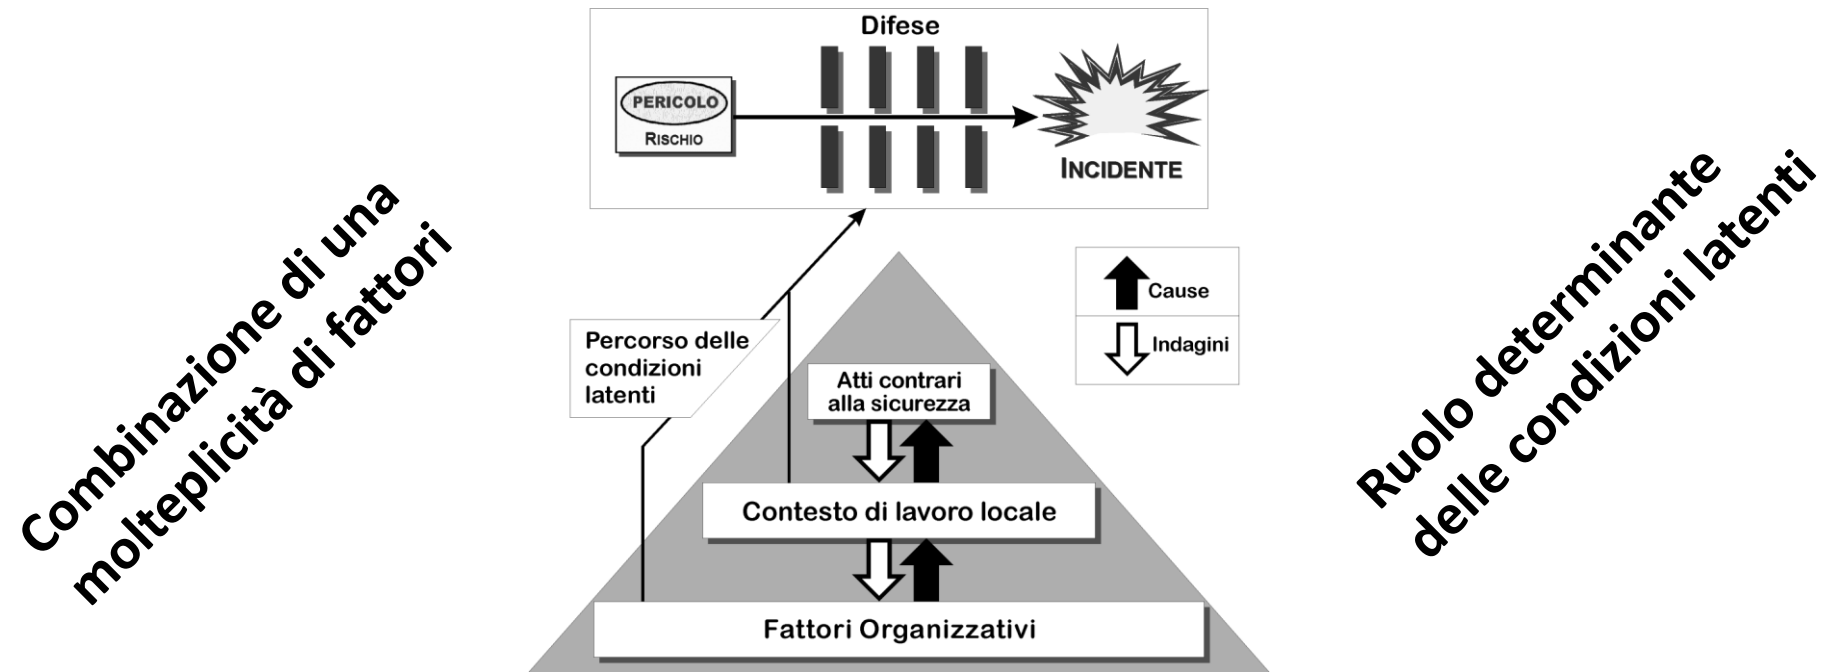 Combinazione di una
molteplicità di fattori
Difese
PERICOLO
RISCHIO
INCIDENTE
Percorso delle
condizioni
latenti
Cause
Indagini
Atti contrari
alla sicurezza
Contesto di lavoro locale
Fattori Organizzativi
Ruolo determinante
delle condizioni latenti